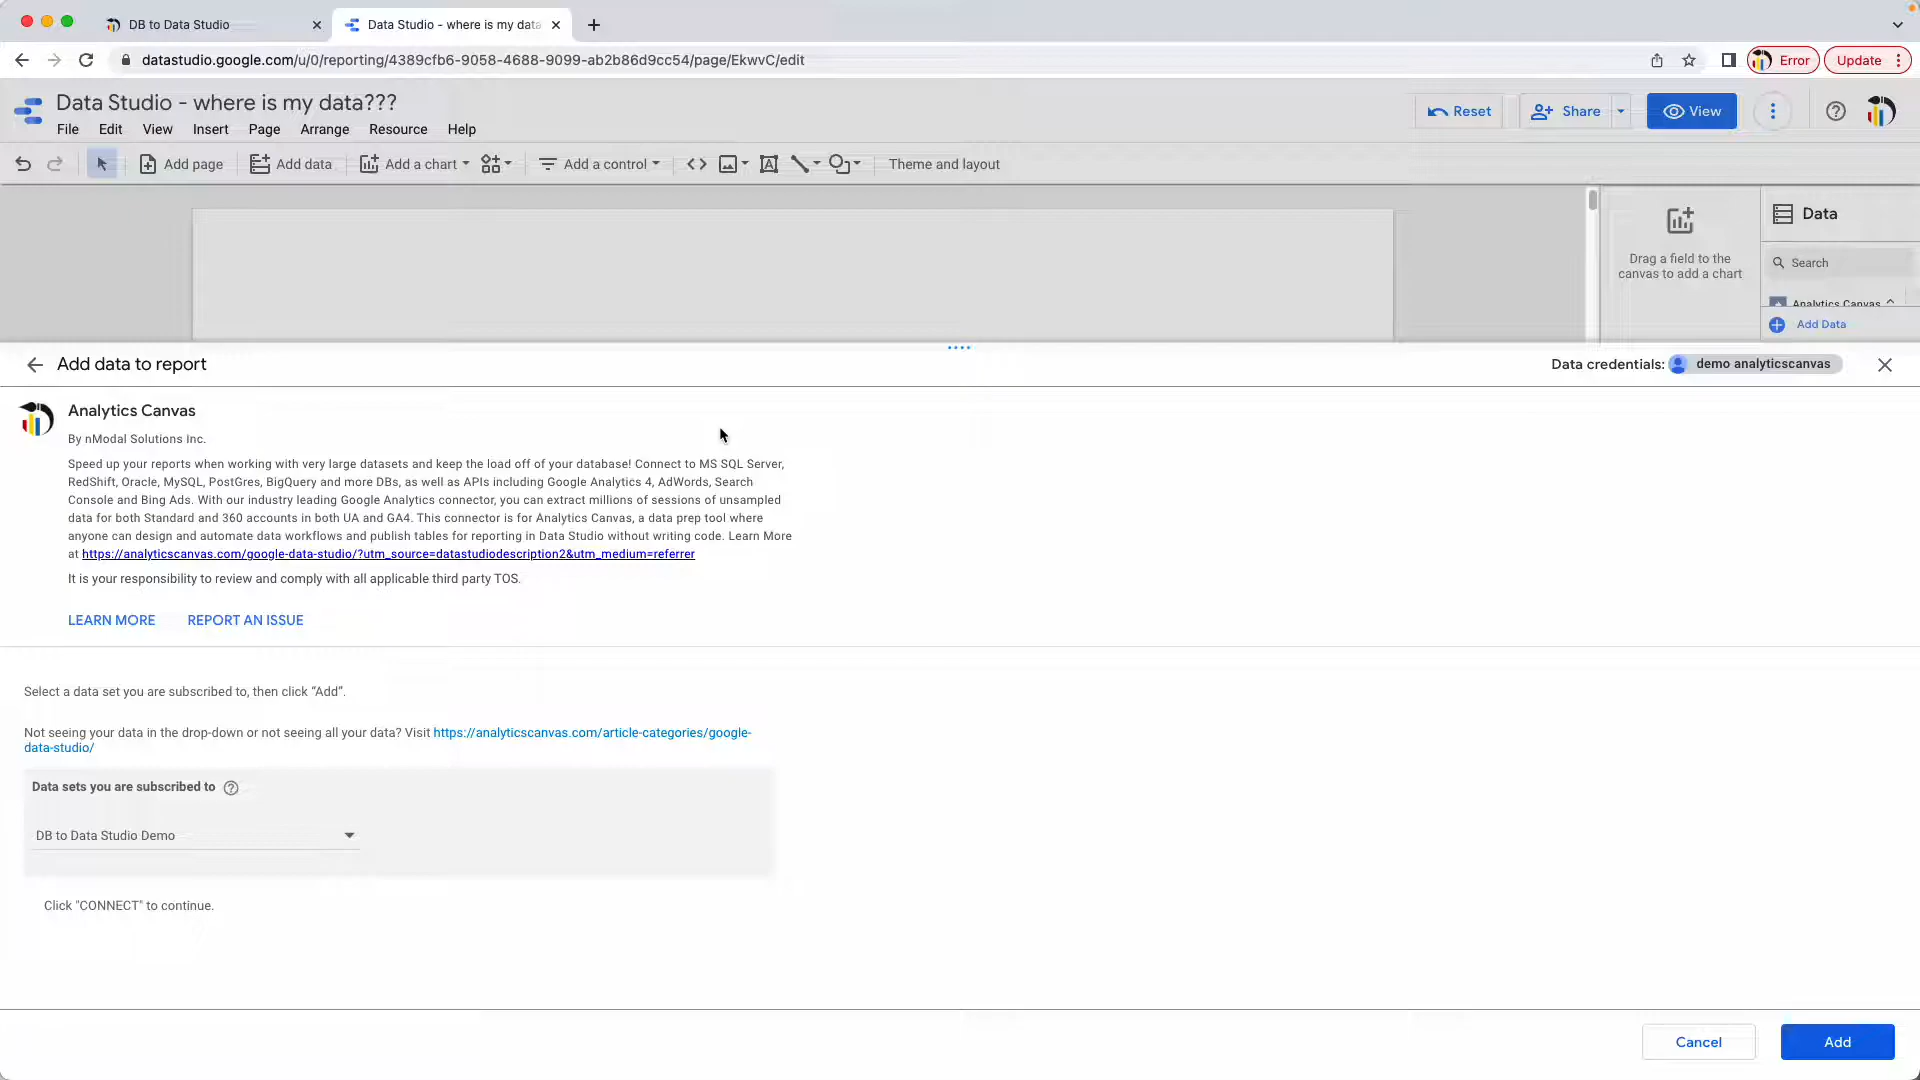 DB to Data Studio
Data Studio - where is my data
datastudio.google.com/u/0/reporting/4389cfb6-9058-4688-9099-ab2b86d9cc54/page/EkwvC/edit
Error
Update
Data Studio - where is my data???
File Edit View Insert Page Arrange Resource Help
Reset
Share
View
Add page
Add data
Add a chart
Add a control
Theme and layout
Drag a field to the
canvas to add a chart
Data
Search
Analytics Canvas
Add Data
Add data to report
Data credentials: demo analyticscanvas
Analytics Canvas
By nModal Solutions Inc.
Speed up your reports when working with very large datasets and keep the load off of your database! Connect to MS SQL Server,
RedShift, Oracle, MySQL, PostGres, BigQuery and more DBs, as well as APIs including Google Analytics 4, AdWords, Search
Console and Bing Ads. With our industry leading Google Analytics connector, you can extract millions of sessions of unsampled
data for both Standard and 360 accounts in both UA and GA4. This connector is for Analytics Canvas, a data prep tool where
anyone can design and automate data workflows and publish tables for reporting in Data Studio without writing code. Learn More
at https://analyticscanvas.com/google-data-studio/?utm_source=datastudiodescription2&utm_medium=referrer
It is your responsibility to review and comply with all applicable third party TOS.
LEARN MORE
REPORT AN ISSUE
Select a data set you are subscribed to, then click “Add”.
Not seeing your data in the drop-down or not seeing all your data? Visit https://analyticscanvas.com/article-categories/google-
data-studio/
Data sets you are subscribed to
DB to Data Studio Demo
Click "CONNECT" to continue.
Cancel
Add